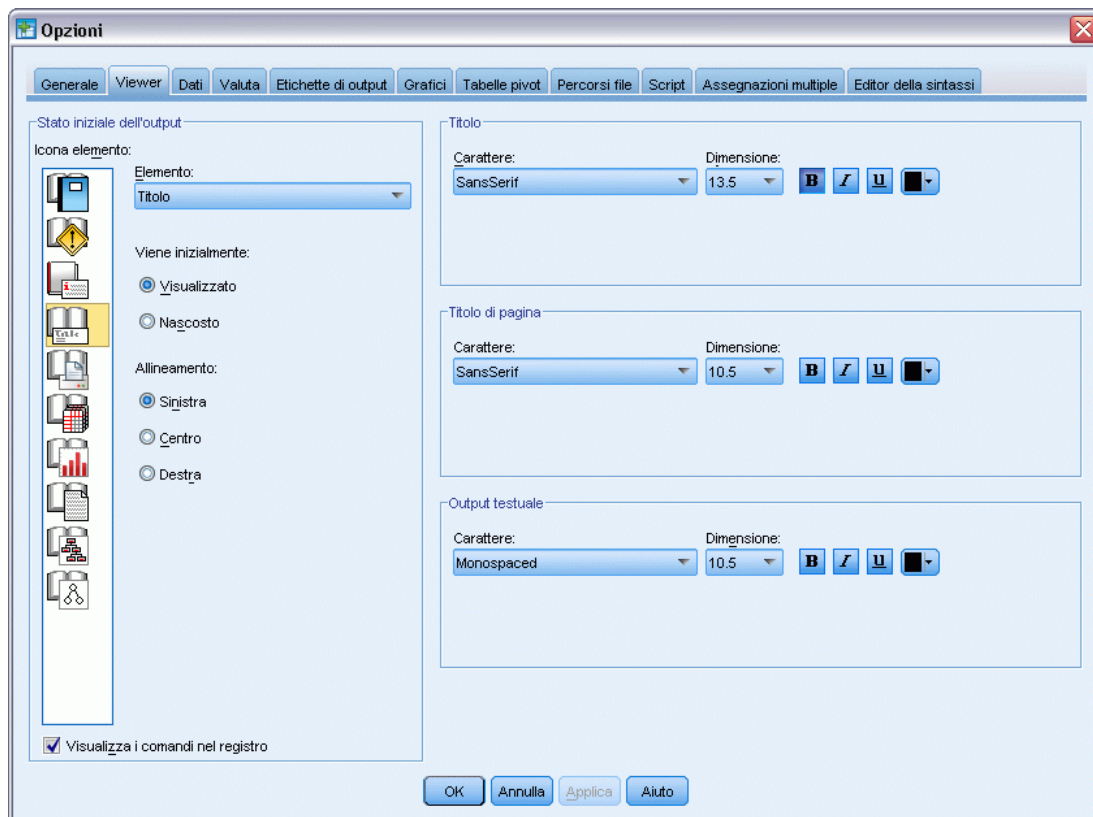 Opzioni
Generale Viewer Dati Valuta Etichette di output Grafici Tabelle pivot Percorsi file Script Assegnazioni multiple Editor della sintassi
Stato iniziale dell'output
Icona elemento:
Elemento:
Titolo
Viene inizialmente:
Visualizzato
Nascosto
Allineamento:
Sinistra
Centro
Destra
Title
Visualizza i comandi nel registro
Titolo
Carattere: Dimensione:
SansSerif 13.5 B I U
Titolo di pagina
Carattere: Dimensione:
SansSerif 10.5 B I U
Output testuale
Carattere: Dimensione:
Monospaced 10.5 B I U
OK Annulla Applica Aiuto